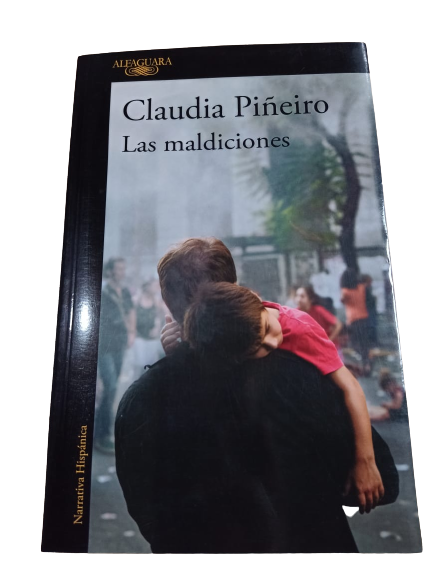 ALFAGUARA
Claudia Piñeiro
Las maldiciones
Narrativa Hispánica